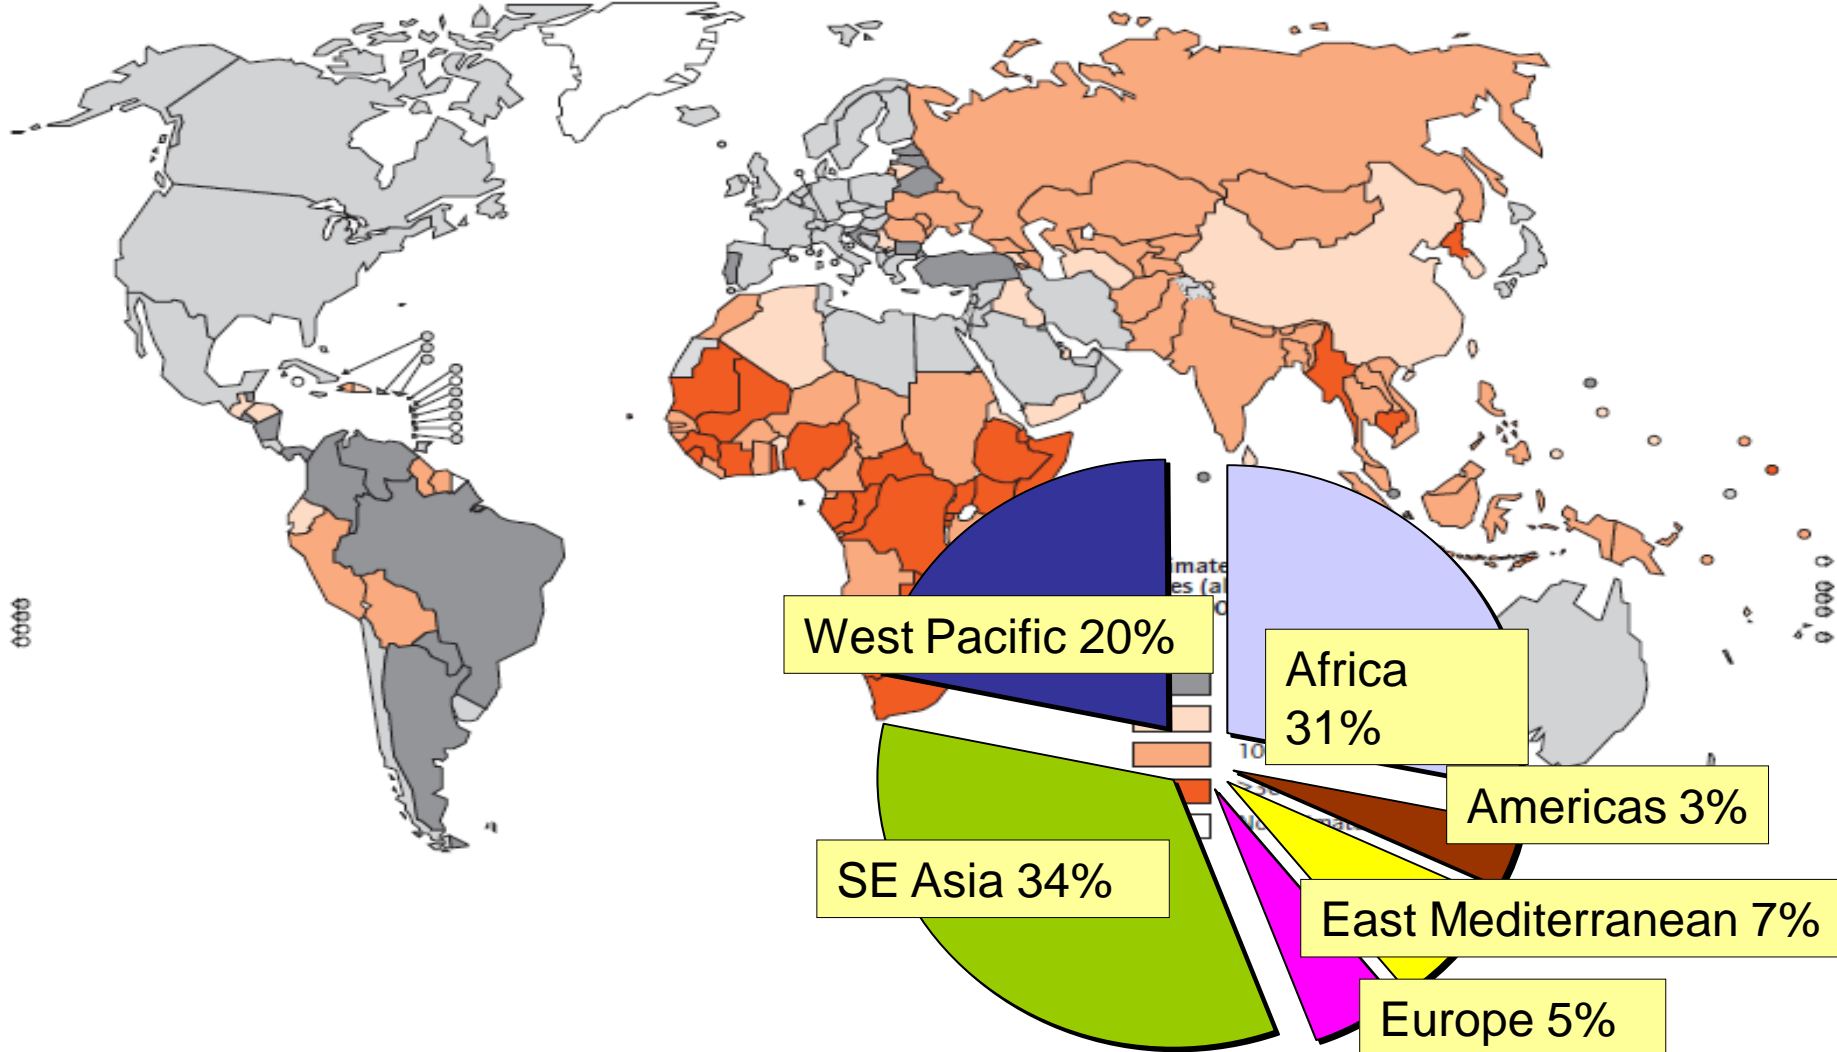 West Pacific 20%
Africa
31%
Americas 3%
SE Asia 34%
East Mediterranean 7%
Europe 5%